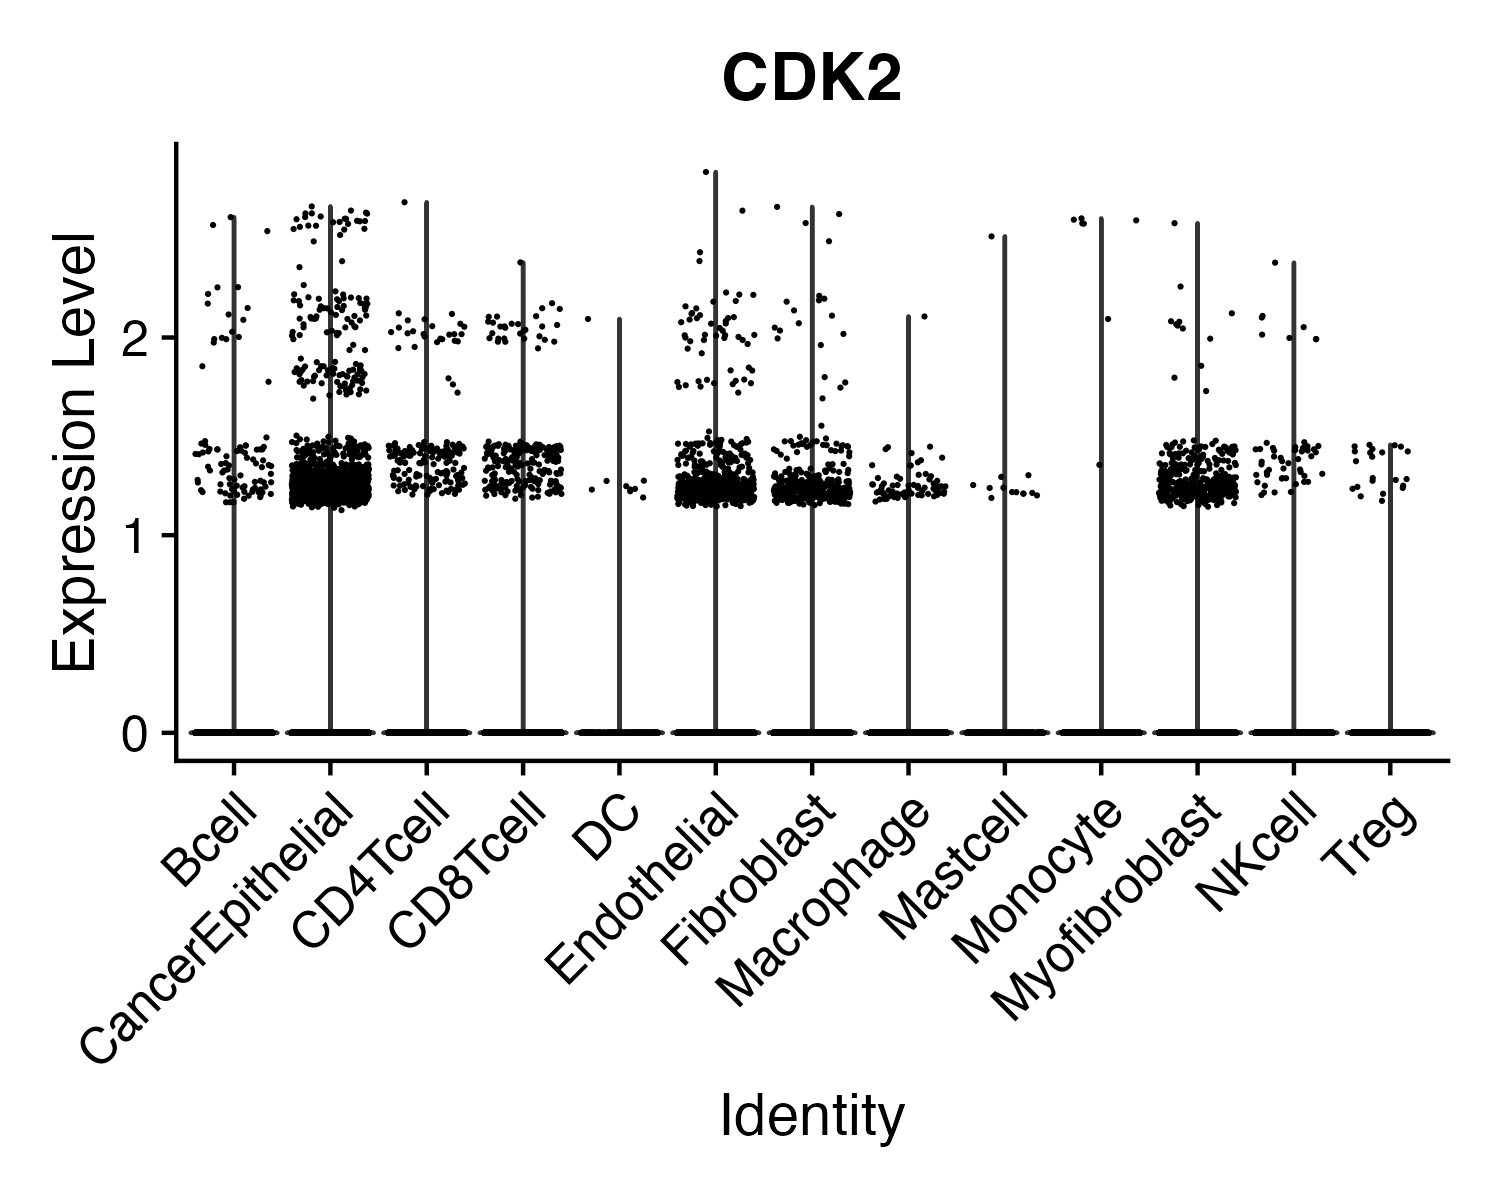 CDK2
Expression Level
2
1
0
Bcell
CancerEpithelial
CD4Tcell
CD8Tcell
DC
Endothelial
Fibroblast
Macrophage
Mastcell
Monocyte
Myofibroblast
NKcell
Treg
Identity